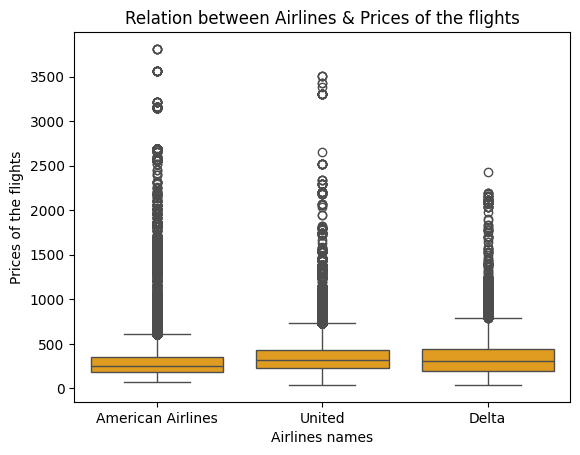 Relation between Airlines & Prices of the flights
Prices of the flights
3500
3000
2500
2000
1500
1000
500
0
American Airlines United Delta
Airlines names